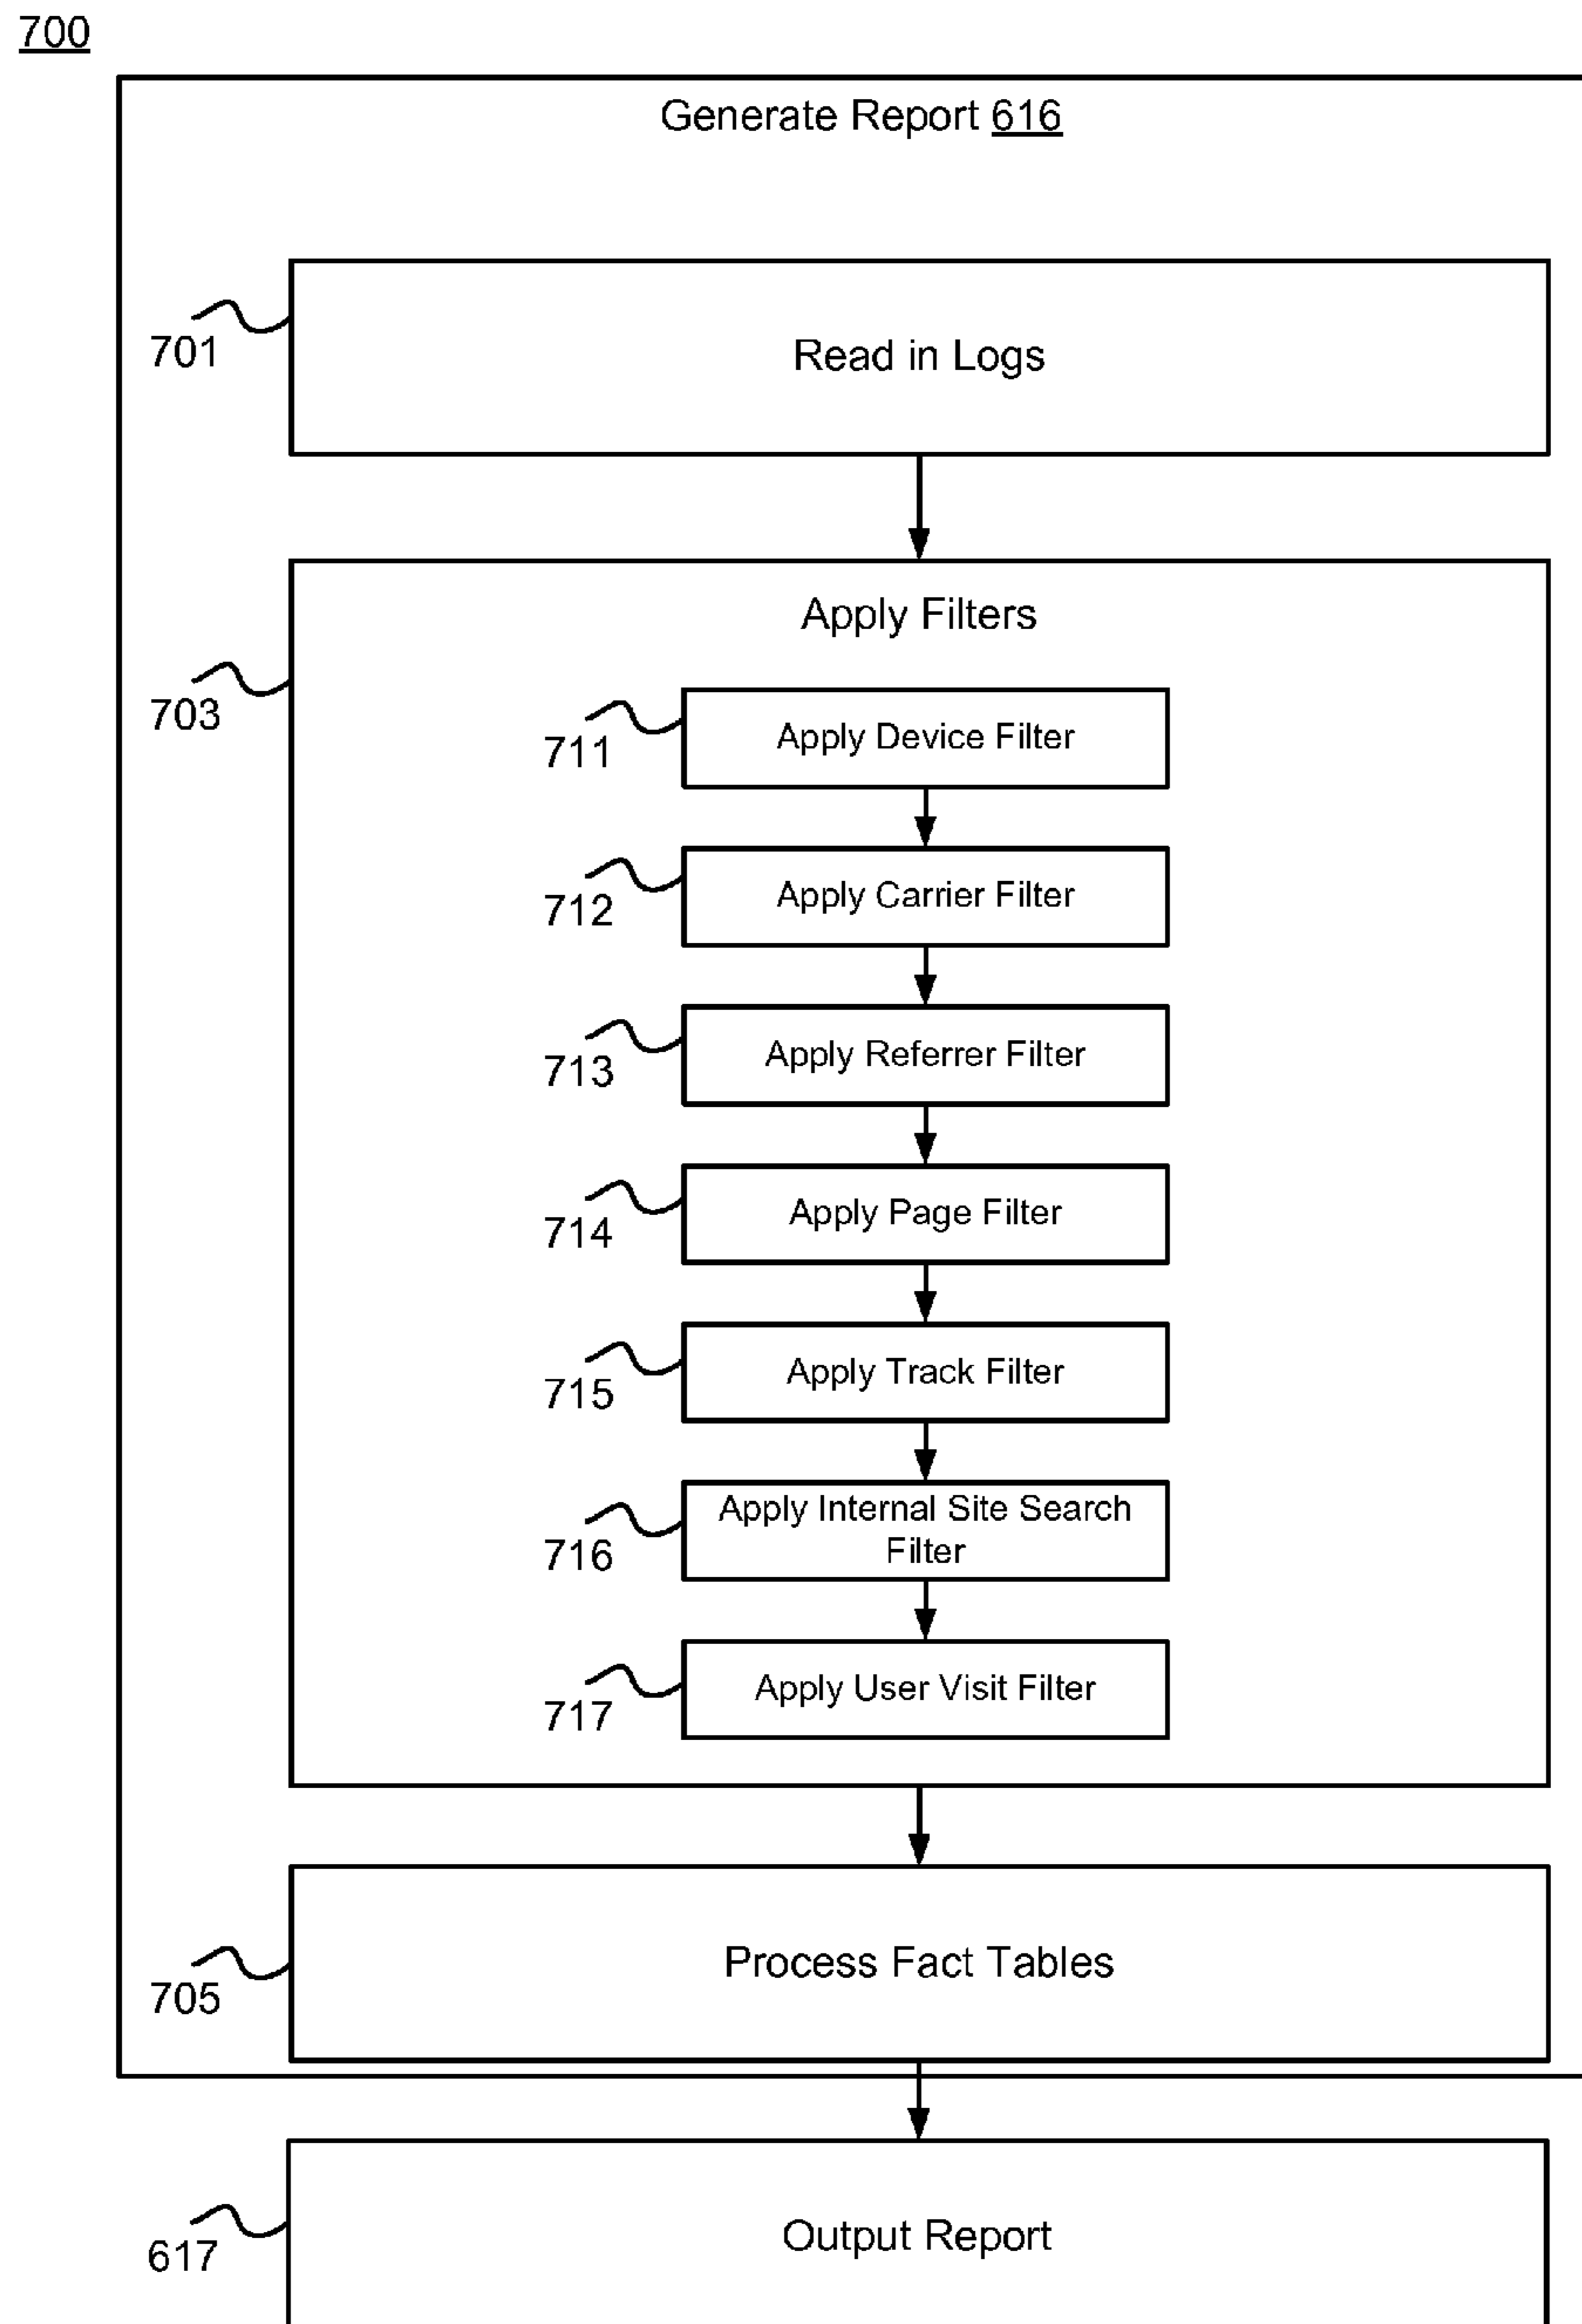 700
Generate Report 616
701
Read in Logs
703
Apply Filters
711
Apply Device Filter
712
Apply Carrier Filter
713
Apply Referrer Filter
714
Apply Page Filter
715
Apply Track Filter
716
Apply Internal Site Search
Filter
717
Apply User Visit Filter
705
Process Fact Tables
617
Output Report